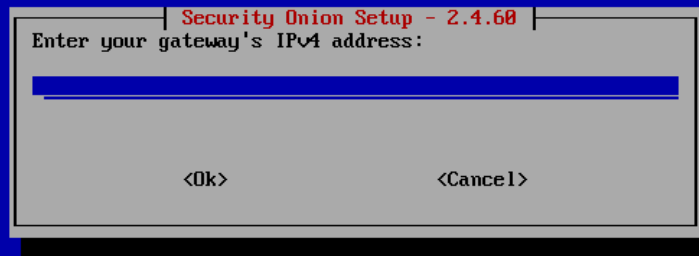 Security Onion Setup - 2.4.60
Enter your gateway's IPv4 address:
<Ok> <Cancel>